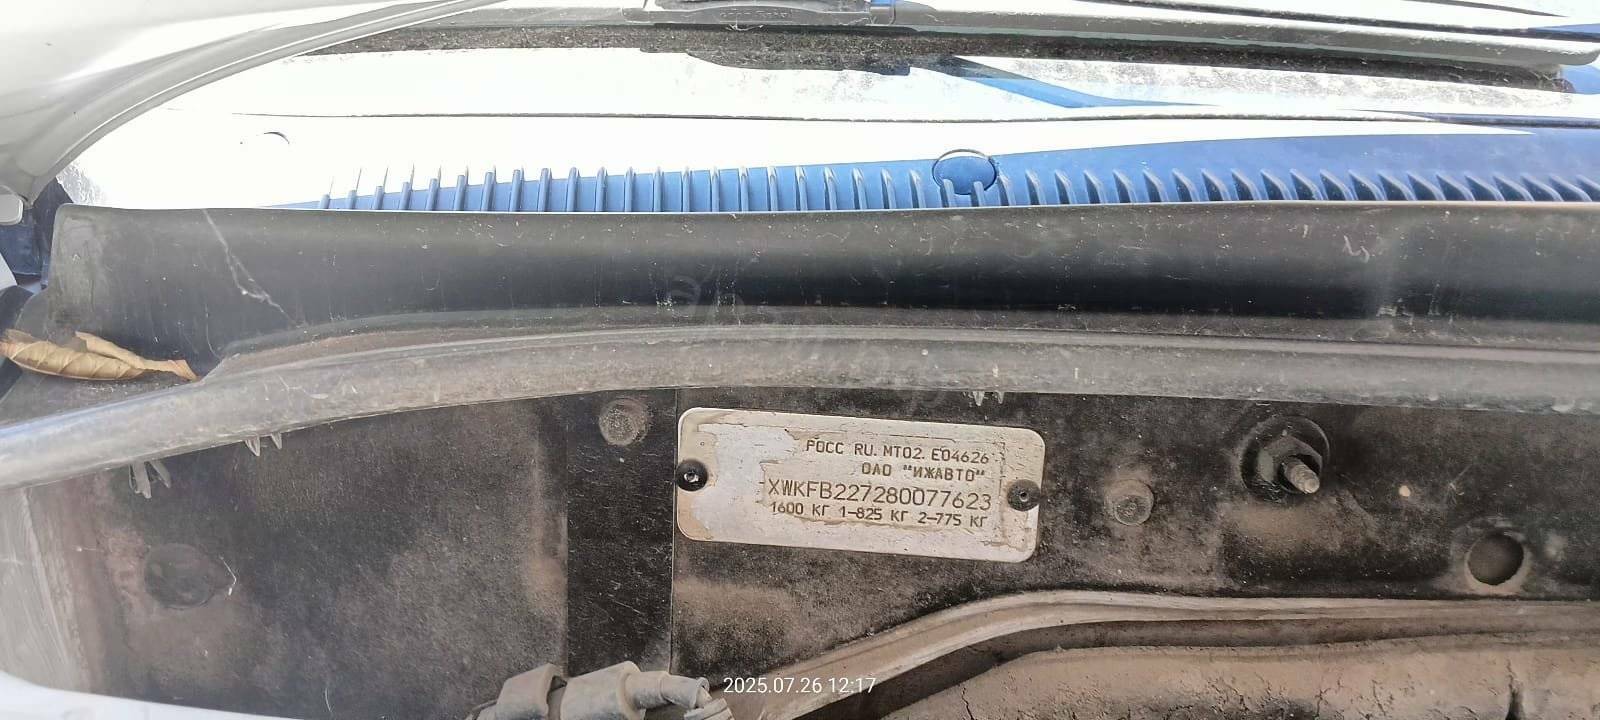 РОСС RU.МТ02.Е04626
ОАО "ИЖАВТО"
XWKFB227280077623
1600 КГ 1-825 КГ 2-775 КГ
2025.07.26 12:17